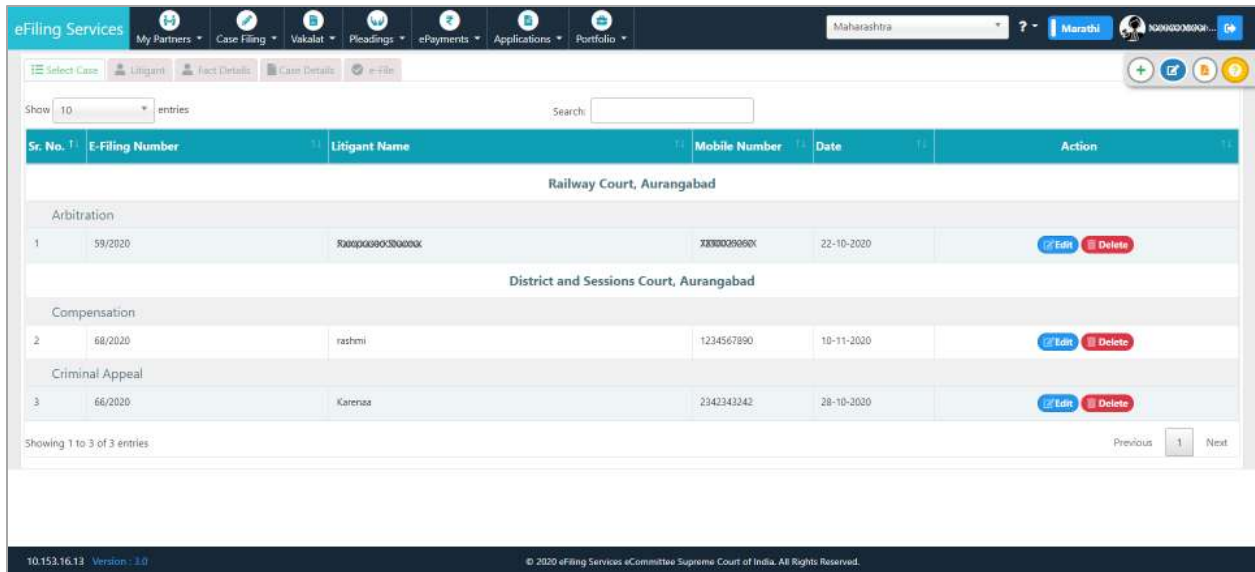 eFiling Services
My Partners
Case Filing
Vakalat
Pleadings
ePayments
Applications
Portfolio
Maharashtra
?
Marathi
Select Case
Litigant
Fact Details
Case Details
e-File
Show 10 entries
Search:
Sr. No. E-Filing Number Litigant Name Mobile Number Date Action
Railway Court, Aurangabad
Arbitration
1 59/2020 22-10-2020 Edit Delete
District and Sessions Court, Aurangabad
Compensation
2 68/2020 rashmi 1234567890 10-11-2020 Edit Delete
Criminal Appeal
3 66/2020 Karenaa 2342343242 28-10-2020 Edit Delete
Showing 1 to 3 of 3 entries
Previous 1 Next
10.153.16.13 Version : 3.0
© 2020 eFiling Services eCommittee Supreme Court of India. All Rights Reserved.